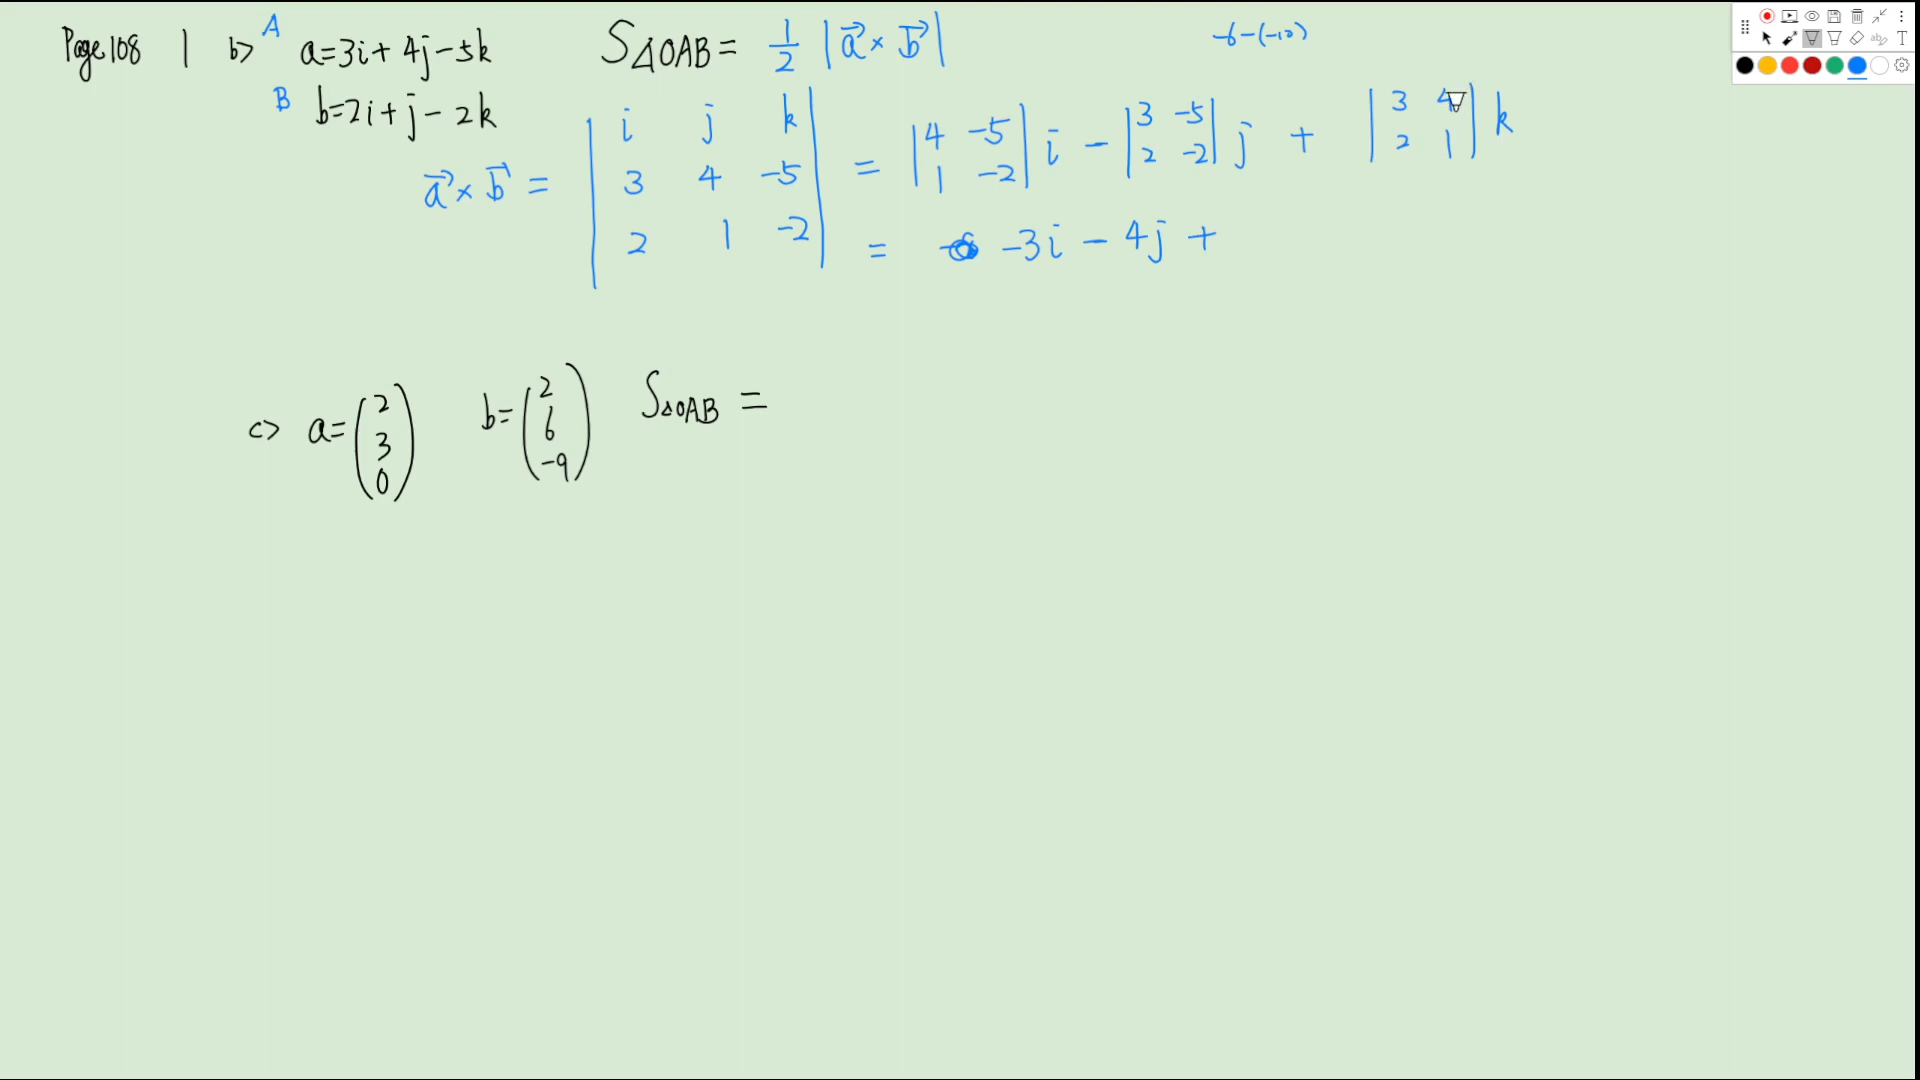 Page 108 1 b> A a=3i+4j-5k S△OAB= 1/2 |a⃗×b⃗| -6-(-10)
B b=2i+j-2k
a⃗×b⃗ = | i j k | = |4 -5| i - |3 -5| j + |3 4| k
| 3 4 -5 | |1 -2| |2 -2| |2 1|
| 2 1 -2 | = -3i - 4j +
c> a= (2 b= (2 S△OAB =
3 6
0) -9)